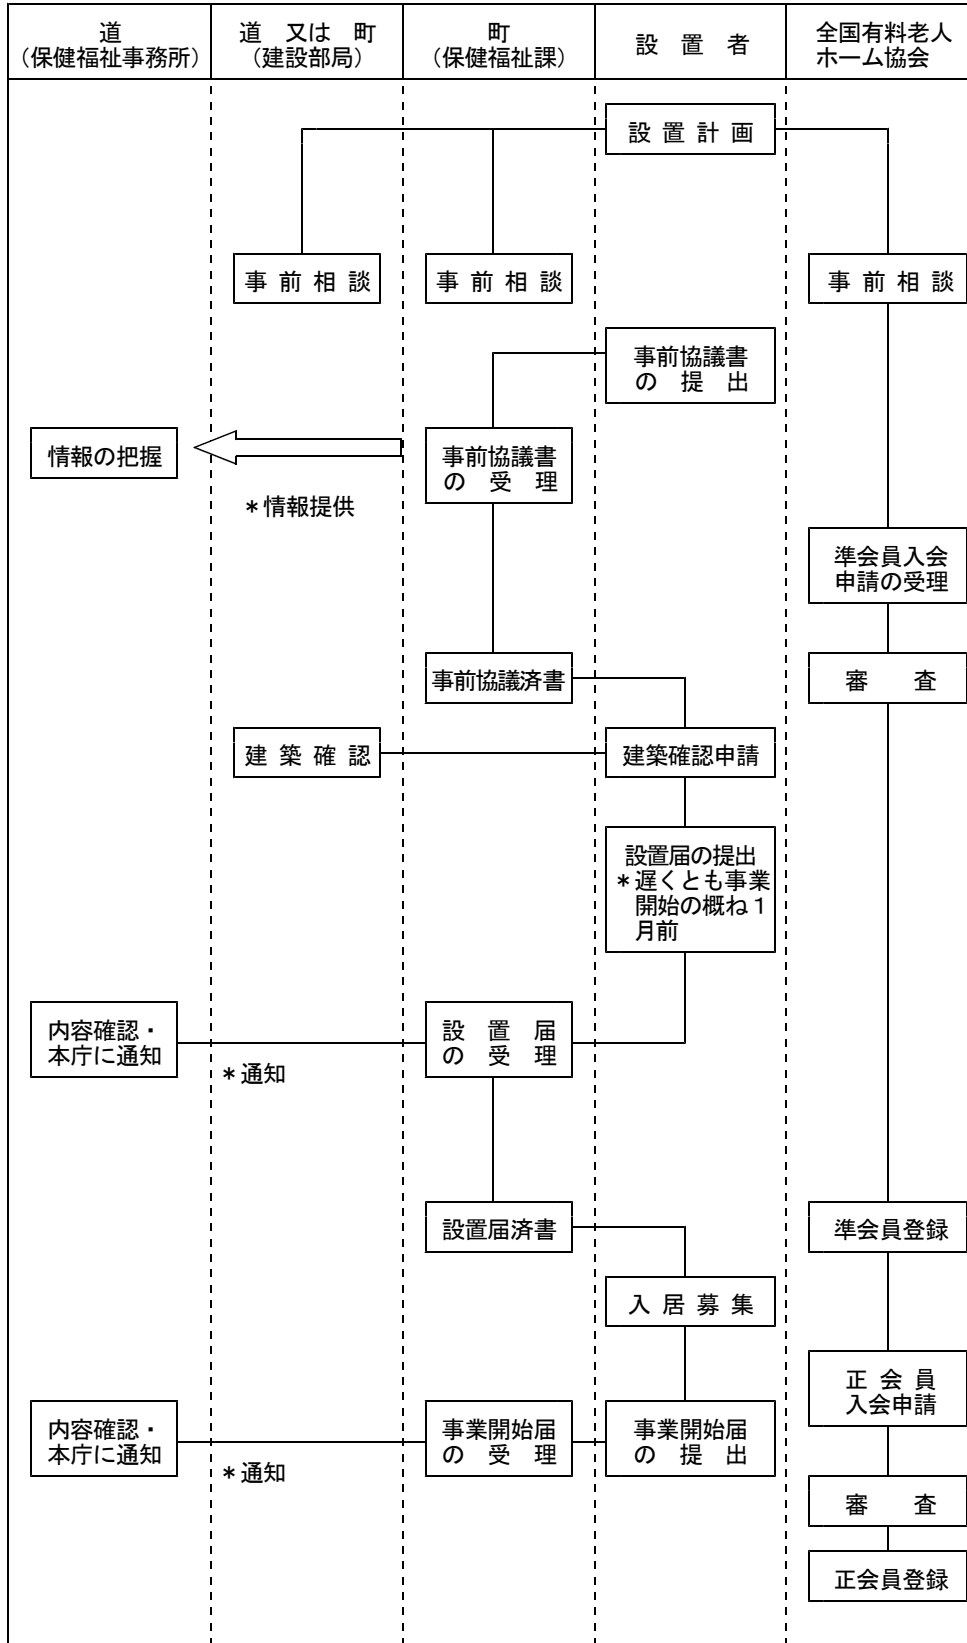 道
（保健福祉事務所）
道　又は　町
（建設部局）
町
（保健福祉課）
設　置　者
全国有料老人
ホーム協会
設 置 計 画
事 前 相 談
事 前 相 談
事 前 相 談
事前協議書
の　提　出
情報の把握
事前協議書
の　受　理
＊情報提供
準会員入会
申請の受理
事前協議済書
審　　査
建 築 確 認
建築確認申請
設置届の提出
＊遅くとも事業
開始の概ね１
月前
内容確認・
本庁に通知
設　置　届
の　受　理
＊通知
設置届済書
準会員登録
入 居 募 集
正 会 員
入会申請
内容確認・
本庁に通知
事業開始届
の　受　理
事業開始届
の　提　出
＊通知
審　　査
正会員登録